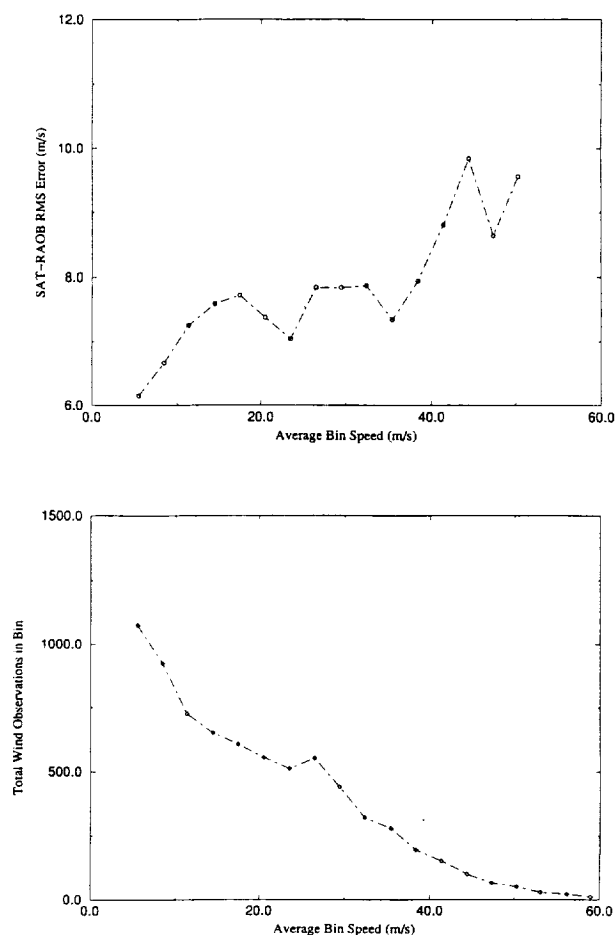 12.0
10.0
8.0
6.0
SAT-RAOB RMS Error (m/s)
0.0 20.0 40.0 60.0
Average Bin Speed (m/s)
1500.0
1000.0
500.0
0.0
Total Wind Observations in Bin
0.0 20.0 40.0 60.0
Average Bin Speed (m/s)